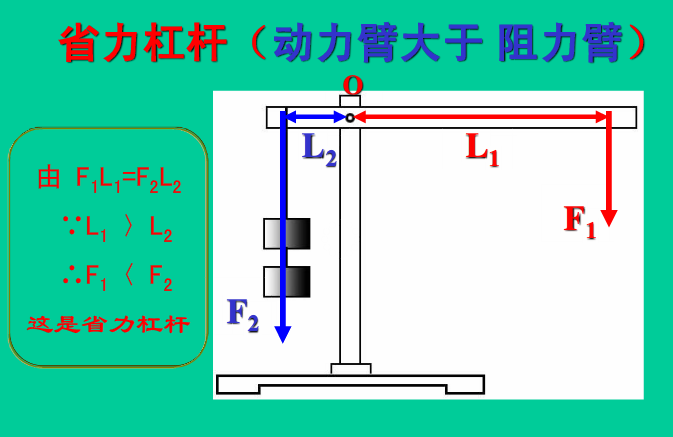 省力杠杆（动力臂大于 阻力臂）
O
L₂
L₁
F₁
F₂
由 F₁L₁=F₂L₂
∵L₁ 〉 L₂
∴F₁〈 F₂
这是省力杠杆